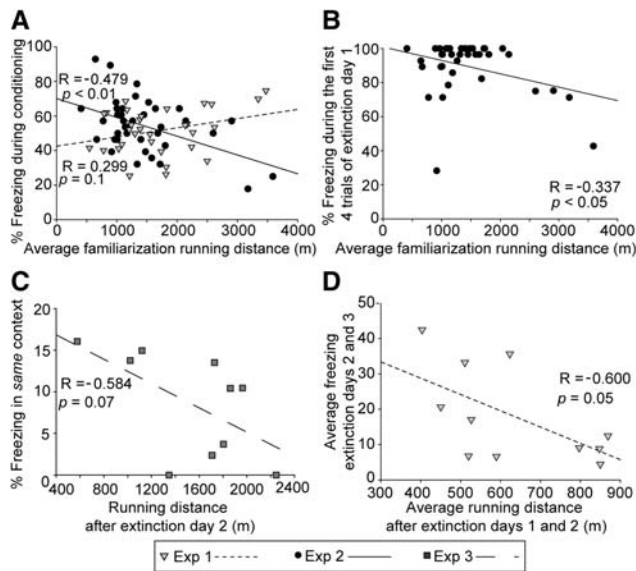 A
% Freezing during conditioning
100
80
60
40
20
0
R = -0.479
p < 0.01
R = 0.299
p = 0.1
0 1000 2000 3000 4000
Average familiarization running distance (m)
B
% Freezing during the first
4 trials of extinction day 1
100
80
60
40
20
0
R = -0.337
p < 0.05
0 1000 2000 3000 4000
Average familiarization running distance (m)
C
% Freezing in same context
20
15
10
5
0
R = -0.584
p = 0.07
400 800 1200 1600 2000 2400
Running distance
after extinction day 2 (m)
D
Average freezing
extinction days 2 and 3
50
40
30
20
10
0
R = -0.600
p = 0.05
300 400 500 600 700 800 900
Average running distance
after extinction days 1 and 2 (m)
Exp 1 Exp 2 Exp 3